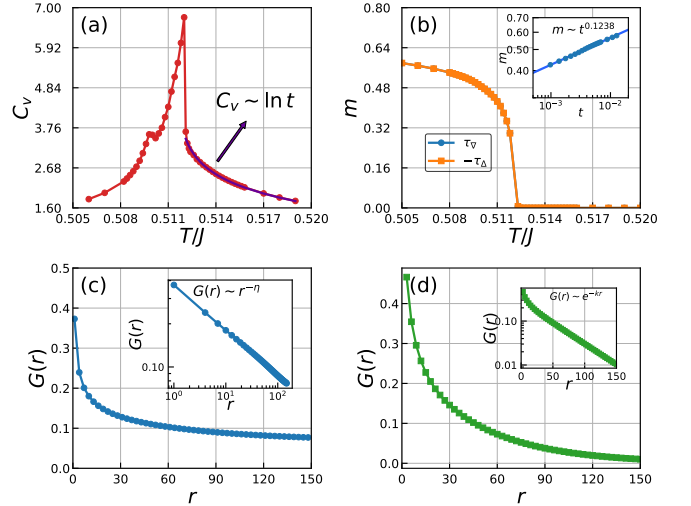 (a)
7.00
5.92
4.84
3.76
2.68
1.60
C_v
C_v ~ ln t
0.505 0.508 0.511 0.514 0.517 0.520
T/J
(b)
0.80
0.64
0.48
0.32
0.16
0.00
m
τ_∇
−τ_Δ
0.505 0.508 0.511 0.514 0.517 0.520
T/J
m ~ t^0.1238
0.70
0.50
0.40
m
10^−3 10^−2
t
(c)
0.5
0.4
0.3
0.2
0.1
0.0
G(r)
0 30 60 90 120 150
r
G(r) ~ r^−η
G(r)
0.10
10^0 10^1 10^2
r
(d)
0.4
0.3
0.2
0.1
0.0
G(r)
0 30 60 90 120 150
r
G(r) ~ e^−kr
G(r)
0.10
0.01
0 50 100 150
r